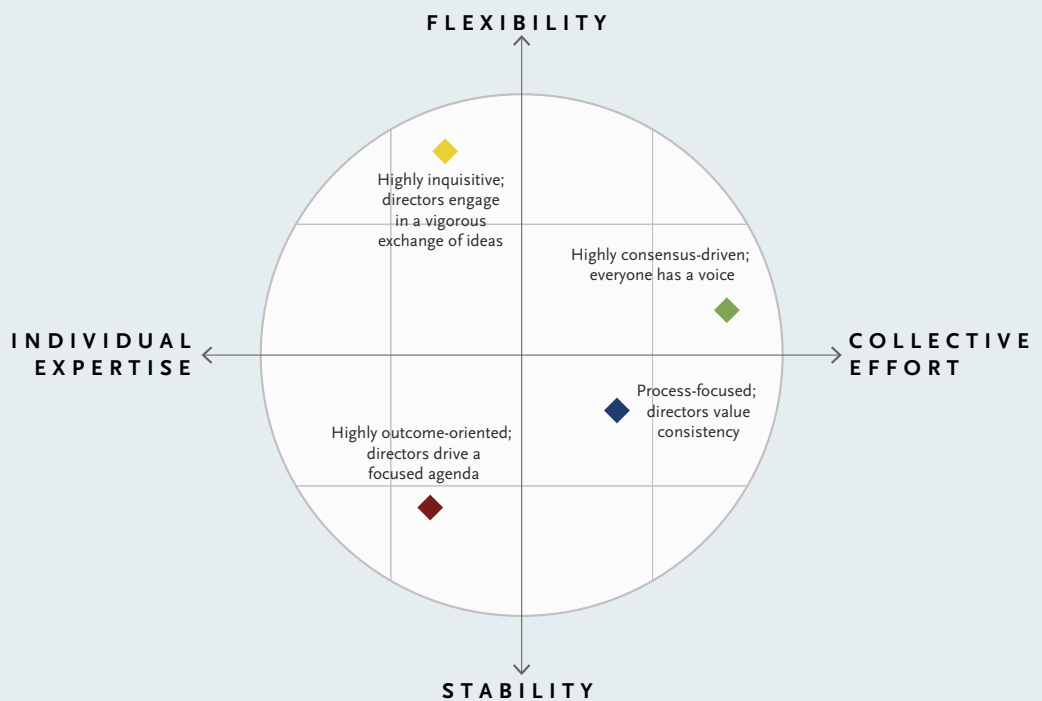 FLEXIBILITY
Highly inquisitive;
directors engage
in a vigorous
exchange of ideas
Highly consensus-driven;
everyone has a voice
INDIVIDUAL
EXPERTISE
COLLECTIVE
EFFORT
Process-focused;
directors value
consistency
Highly outcome-oriented;
directors drive a
focused agenda
STABILITY